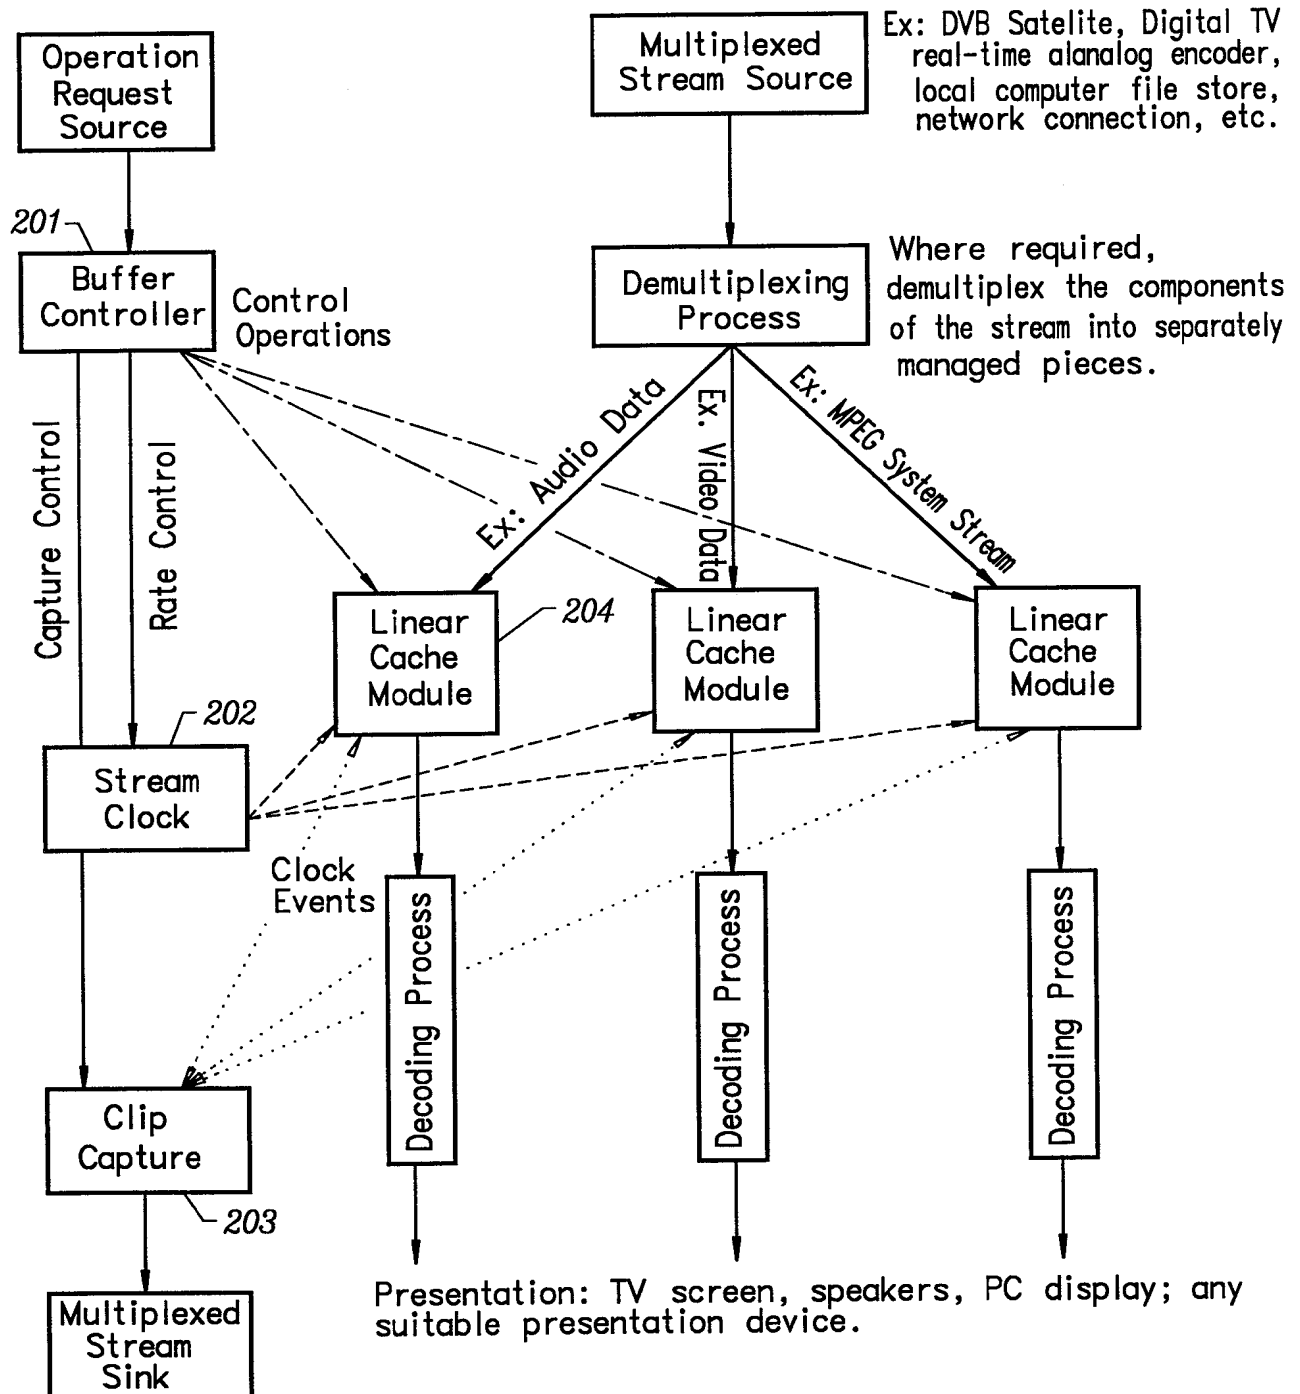 Operation
Request
Source
Multiplexed
Stream Source
Ex: DVB Satelite, Digital TV
real-time alanalog encoder,
local computer file store,
network connection, etc.
201
Buffer
Controller
Control
Operations
Demultiplexing
Process
Where required,
demultiplex the components
of the stream into separately
managed pieces.
Capture Control
Rate Control
Ex: Audio Data
Ex. Video Data
Ex: MPEG System Stream
Linear
Cache
Module
204
Linear
Cache
Module
Linear
Cache
Module
202
Stream
Clock
Clock
Events
Decoding Process
Decoding Process
Decoding Process
Clip
Capture
203
Multiplexed
Stream
Sink
Presentation: TV screen, speakers, PC display; any
suitable presentation device.